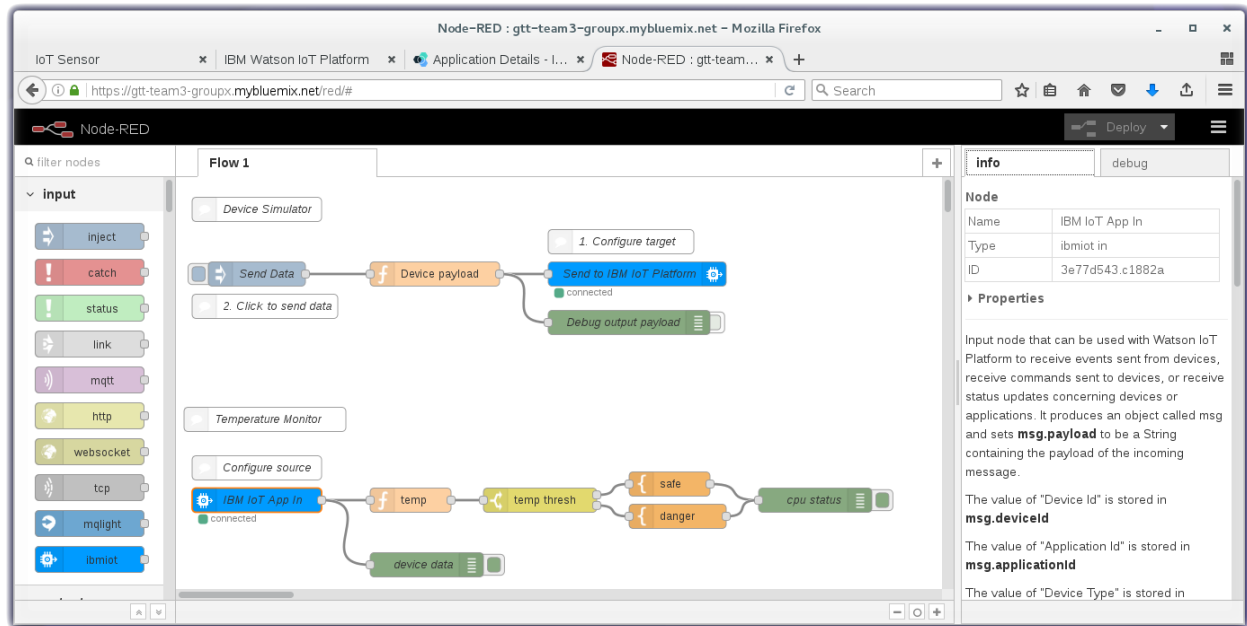 Node-RED : gtt-team3-groupx.mybluemix.net - Mozilla Firefox
IoT Sensor
IBM Watson IoT Platform
Application Details - I...
Node-RED : gtt-team...
https://gtt-team3-groupx.mybluemix.net/red/#
Search
Node-RED
Deploy
filter nodes
input
inject
catch
status
link
mqtt
http
websocket
tcp
mqlight
ibmiot
Flow 1
Device Simulator
1. Configure target
Send Data
Device payload
Send to IBM IoT Platform
connected
2. Click to send data
Debug output payload
Temperature Monitor
Configure source
IBM IoT App In
connected
temp
temp thresh
safe
danger
cpu status
device data
info
debug
Node
Name IBM IoT App In
Type ibmiot in
ID 3e77d543.c1882a
Properties
Input node that can be used with Watson IoT
Platform to receive events sent from devices,
receive commands sent to devices, or receive
status updates concerning devices or
applications. It produces an object called msg
and sets msg.payload to be a String
containing the payload of the incoming
message.
The value of "Device Id" is stored in
msg.deviceId
The value of "Application Id" is stored in
msg.applicationId
The value of "Device Type" is stored in